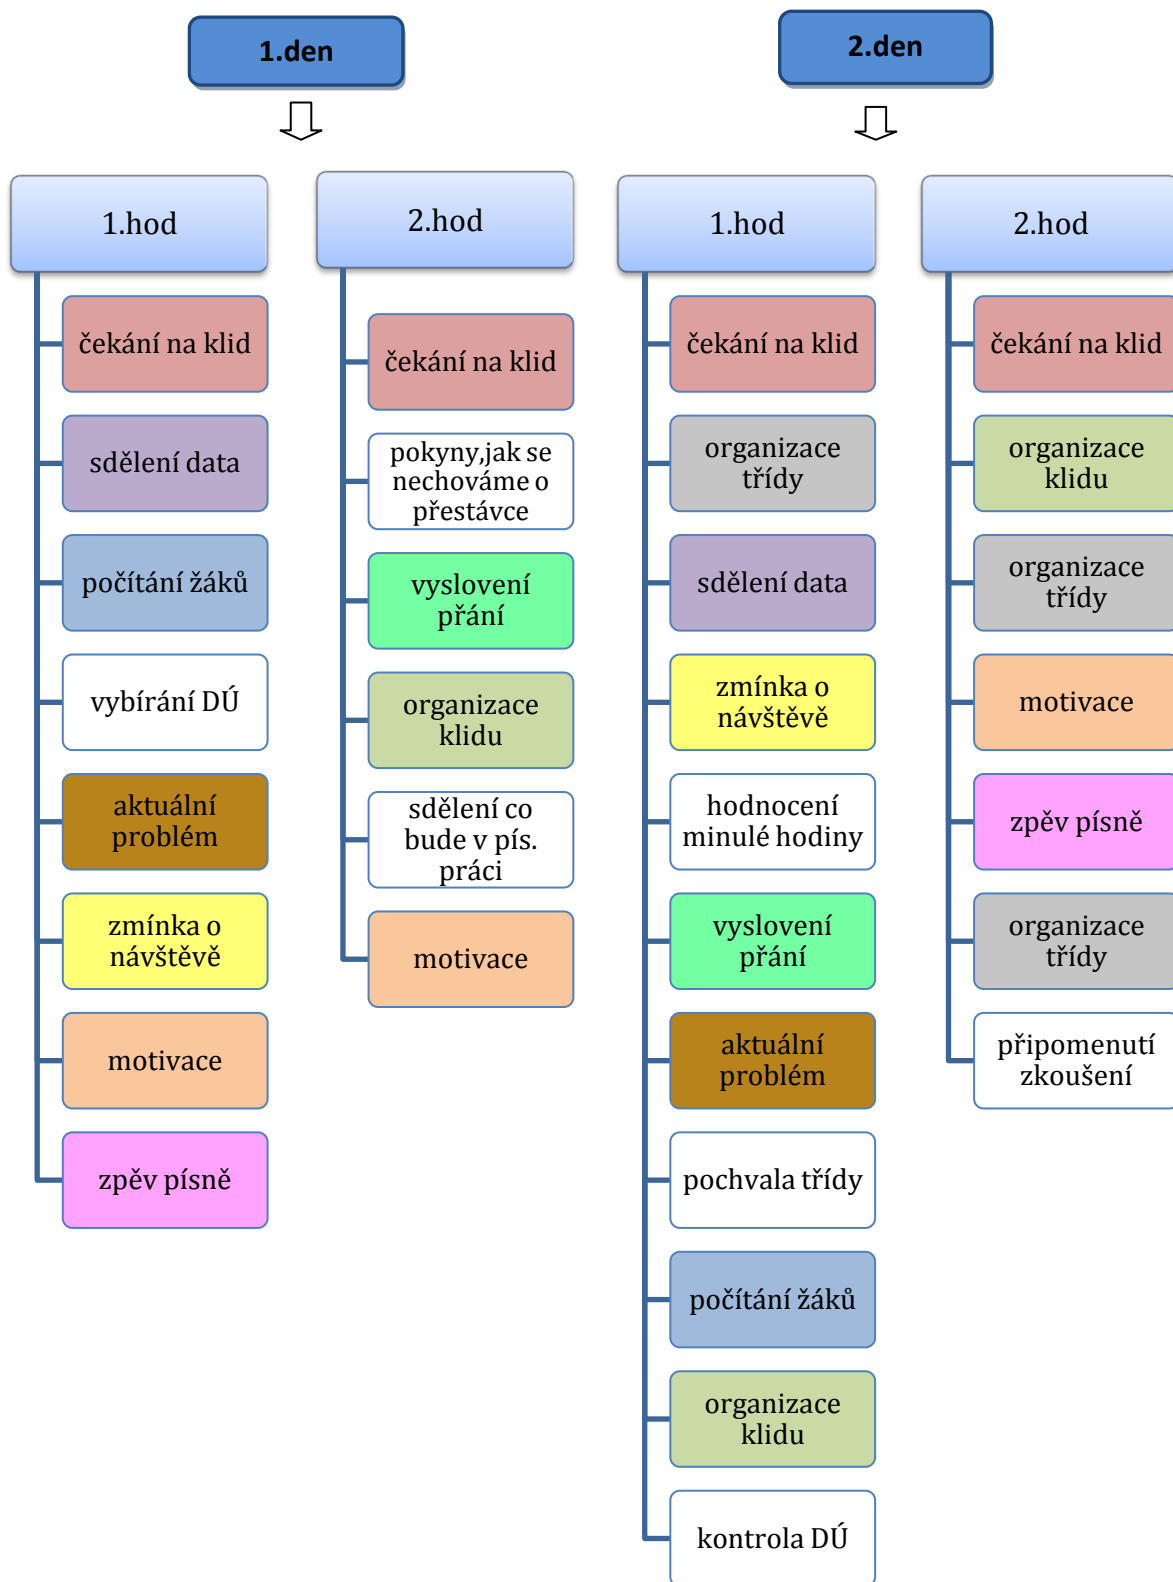 1.den
2.den
1.hod
čekání na klid
sdělení data
počítání žáků
vybírání DÚ
aktuální
problém
zmínka o
návštěvě
motivace
zpěv písně
2.hod
čekání na klid
pokyny,jak se
nechováme o
přestávce
vyslovení
přání
organizace
klidu
sdělení co
bude v pís.
práci
motivace
1.hod
čekání na klid
organizace
třídy
sdělení data
zmínka o
návštěvě
hodnocení
minulé hodiny
vyslovení
přání
aktuální
problém
pochvala třídy
počítání žáků
organizace
klidu
kontrola DÚ
2.hod
čekání na klid
organizace
klidu
organizace
třídy
motivace
zpěv písně
organizace
třídy
připomenutí
zkoušení